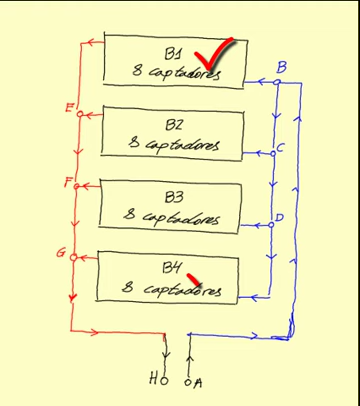 B1
8 captadores
B
E
B2
8 captadores
C
F
B3
8 captadores
D
G
B4
8 captadores
H
A